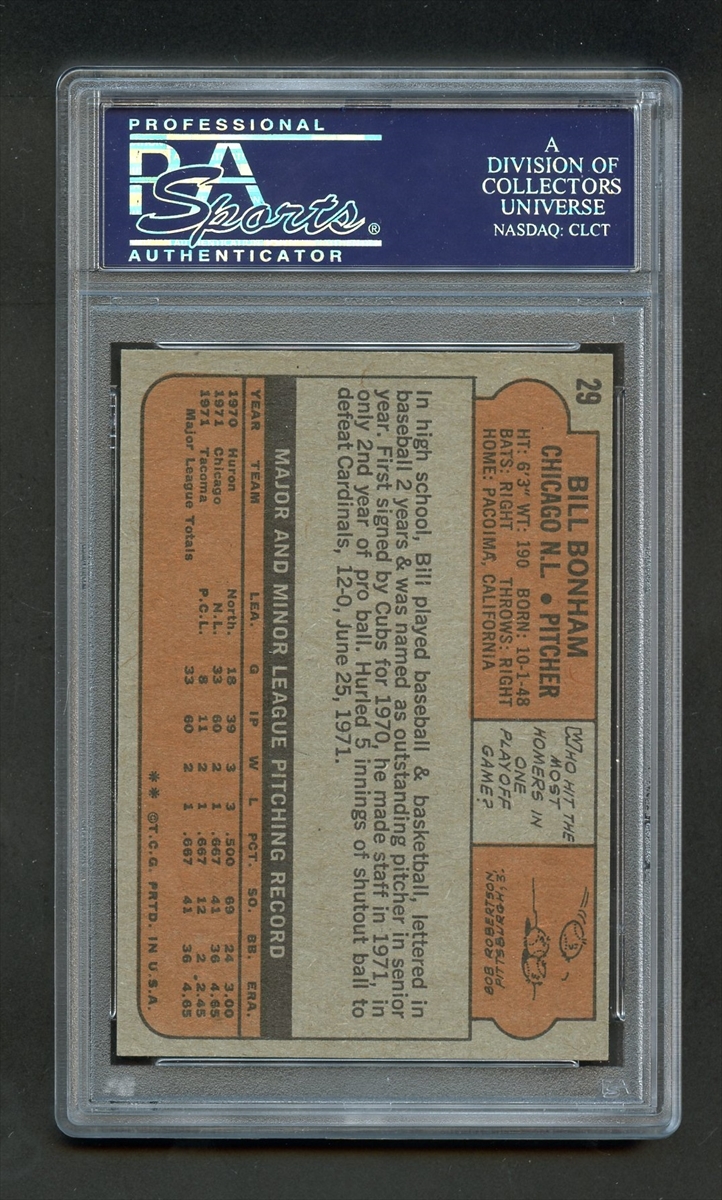 PROFESSIONAL
PSA
Sports®
AUTHENTICATOR
A
DIVISION OF
COLLECTORS
UNIVERSE
NASDAQ: CLCT
29
BILL BONHAM
CHICAGO N.L. • PITCHER
HT: 6'3" WT: 190 BORN: 10-1-48
BATS: RIGHT THROWS: RIGHT
HOME: PACOIMA, CALIFORNIA
WHO HIT THE
MOST
HOMERS IN
ONE
PLAYOFF
GAME?
BOB ROBERTSON,
PITTSBURGH, 3.
In high school, Bill played baseball & basketball, lettered in
baseball 2 years & was named as outstanding pitcher in senior
year. First signed by Cubs for 1970, he made staff in 1971, in
only 2nd year of pro ball. Hurled 5 innings of shutout ball to
defeat Cardinals, 12-0, June 25, 1971.
MAJOR AND MINOR LEAGUE PITCHING RECORD
YEAR TEAM LEA. G IP W L PCT. SO. BB. ERA.
1970 Huron North. 18 39 3 3 .500 69 24 3.00
1971 Chicago N.L. 33 60 2 1 .667 41 36 4.65
1971 Tacoma P.C.L. 8 11 2 1 .667 12 2 2.45
Major League Totals 33 60 2 1 .667 41 36 4.65
** ©T.C.G. PRTD. IN U.S.A.